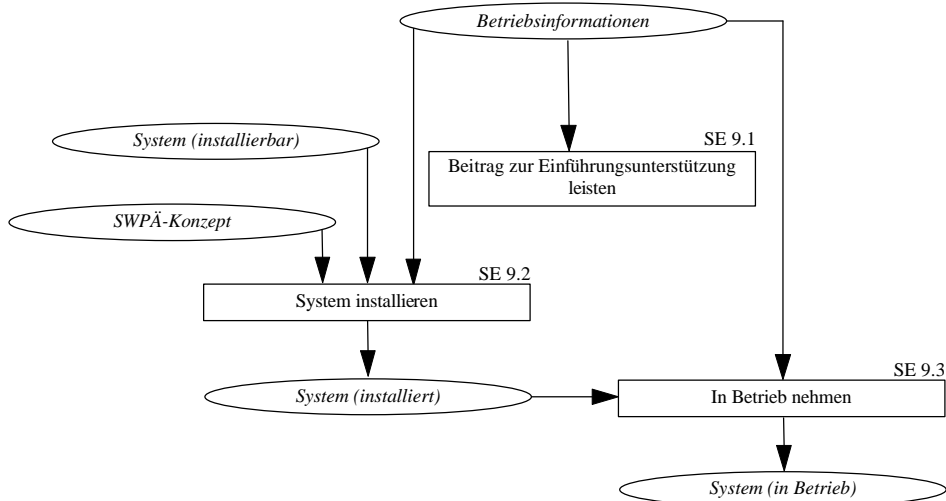 Betriebsinformationen
System (installierbar)
SE 9.1
Beitrag zur Einführungsunterstützung
leisten
SWPÄ-Konzept
SE 9.2
System installieren
SE 9.3
System (installiert)
In Betrieb nehmen
System (in Betrieb)